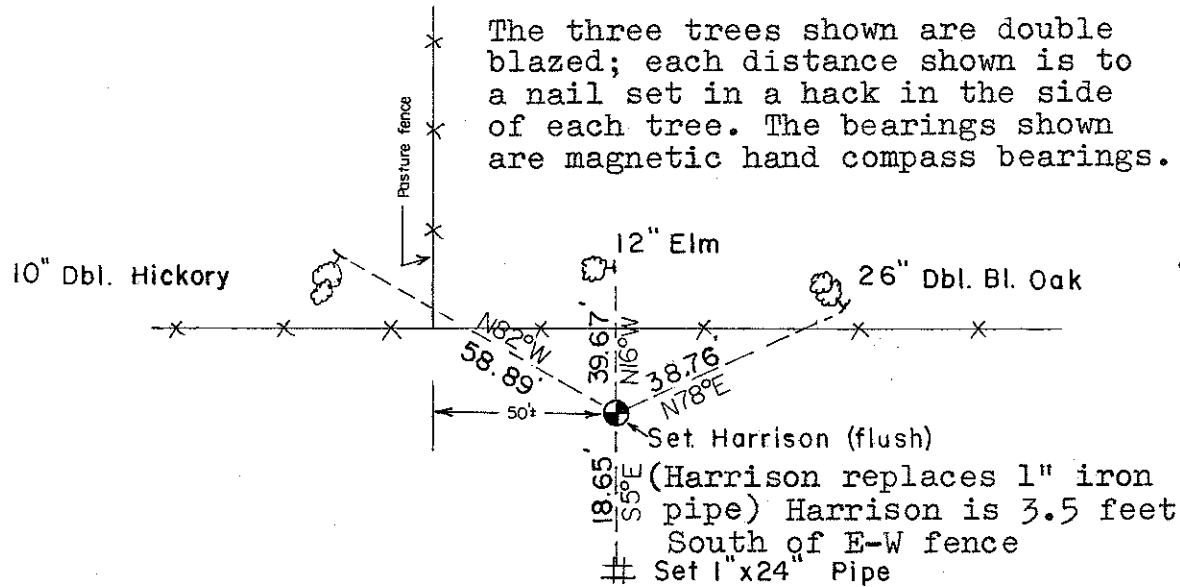 The three trees shown are double
blazed; each distance shown is to
a nail set in a hack in the side
of each tree. The bearings shown
are magnetic hand compass bearings.
Pasture fence
10" Dbl. Hickory
12" Elm
26" Dbl. Bl. Oak
N82°W
58.89'
39.67'
N16°W
38.76'
N78°E
50'±
Set Harrison (flush)
18.65'
S5°E
(Harrison replaces 1" iron
pipe) Harrison is 3.5 feet
South of E-W fence
Set 1"x24" Pipe